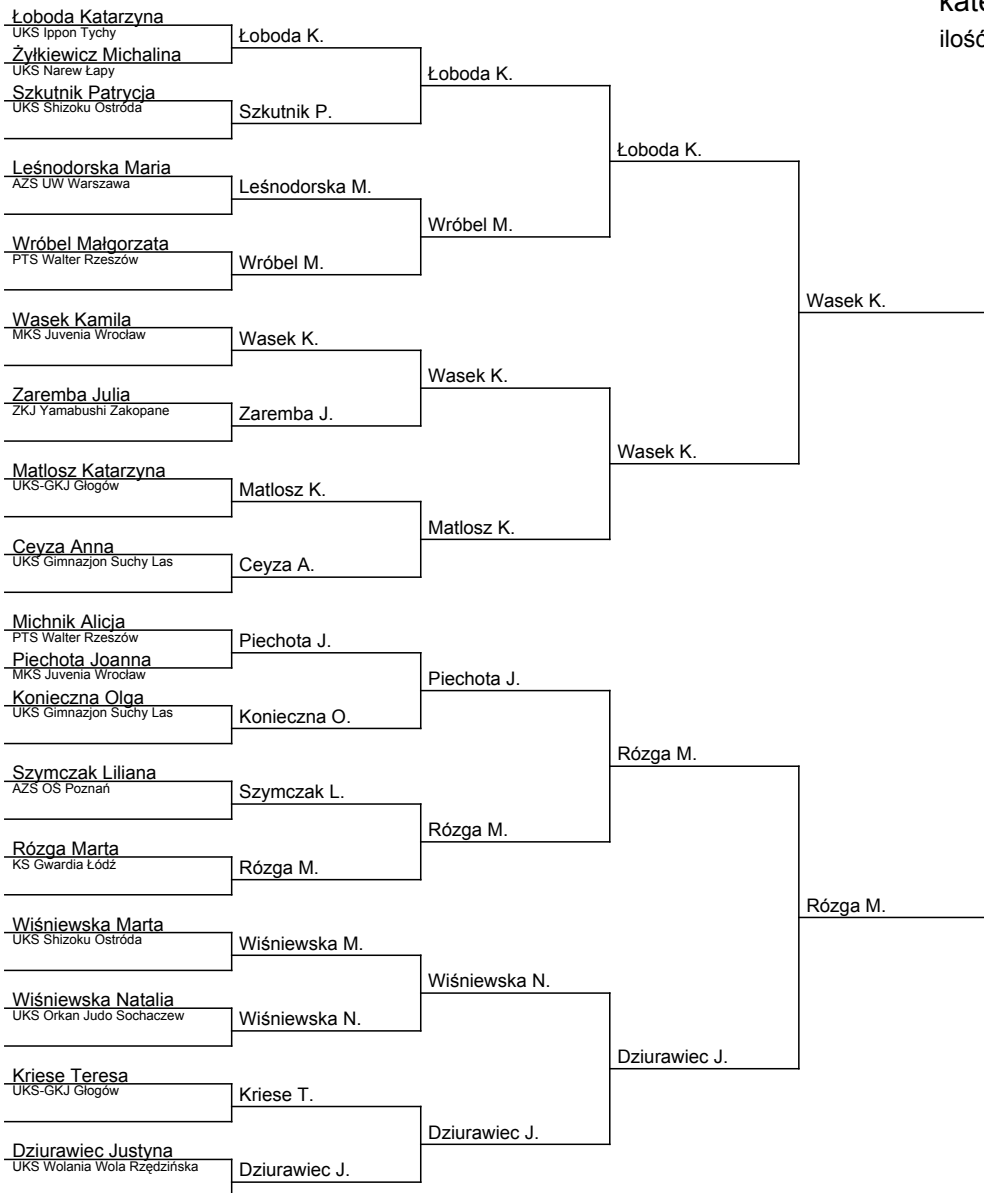 Łoboda Katarzyna
UKS Ippon Tychy
Żyłkiewicz Michalina
UKS Narew Łapy
Szkutnik Patrycja
UKS Shizoku Ostróda
Leśnodorska Maria
AZS UW Warszawa
Wróbel Małgorzata
PTS Walter Rzeszów
Wasek Kamila
MKS Juvenia Wrocław
Zaremba Julia
ZKJ Yamabushi Zakopane
Matlosz Katarzyna
UKS-GKJ Głogów
Ceyza Anna
UKS Gimnazjon Suchy Las
Michnik Alicja
PTS Walter Rzeszów
Piechota Joanna
MKS Juvenia Wrocław
Konieczna Olga
UKS Gimnazjon Suchy Las
Szymczak Liliana
AZS OŚ Poznań
Rózga Marta
KS Gwardia Łódź
Wiśniewska Marta
UKS Shizoku Ostróda
Wiśniewska Natalia
UKS Orkan Judo Sochaczew
Kriese Teresa
UKS-GKJ Głogów
Dziurawiec Justyna
UKS Wolania Wola Rzędzińska
Łoboda K.
Szkutnik P.
Leśnodorska M.
Wróbel M.
Wasek K.
Zaremba J.
Matlosz K.
Ceyza A.
Piechota J.
Konieczna O.
Szymczak L.
Rózga M.
Wiśniewska M.
Wiśniewska N.
Kriese T.
Dziurawiec J.
Łoboda K.
Wróbel M.
Wasek K.
Matlosz K.
Piechota J.
Rózga M.
Wiśniewska N.
Dziurawiec J.
Łoboda K.
Wasek K.
Rózga M.
Dziurawiec J.
Wasek K.
Rózga M.
ilość